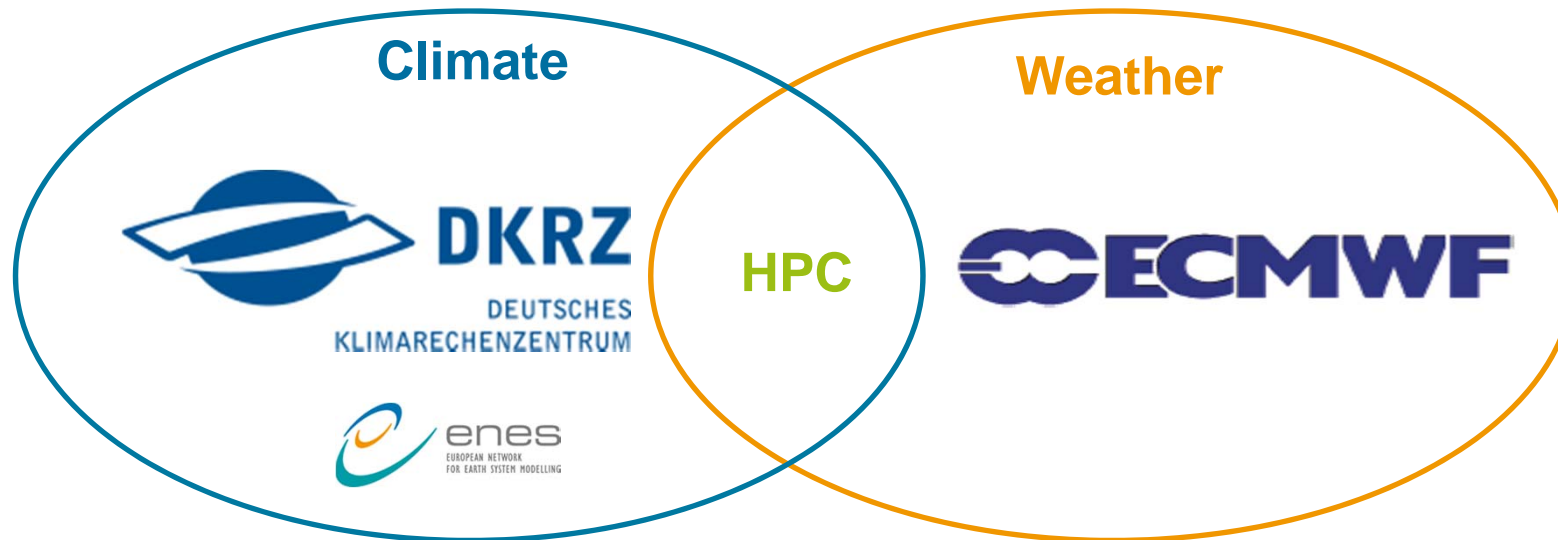 Climate
Weather
DKRZ
DEUTSCHES
KLIMARECHENZENTRUM
HPC
ECMWF
enes
EUROPEAN NETWORK
FOR EARTH SYSTEM MODELLING